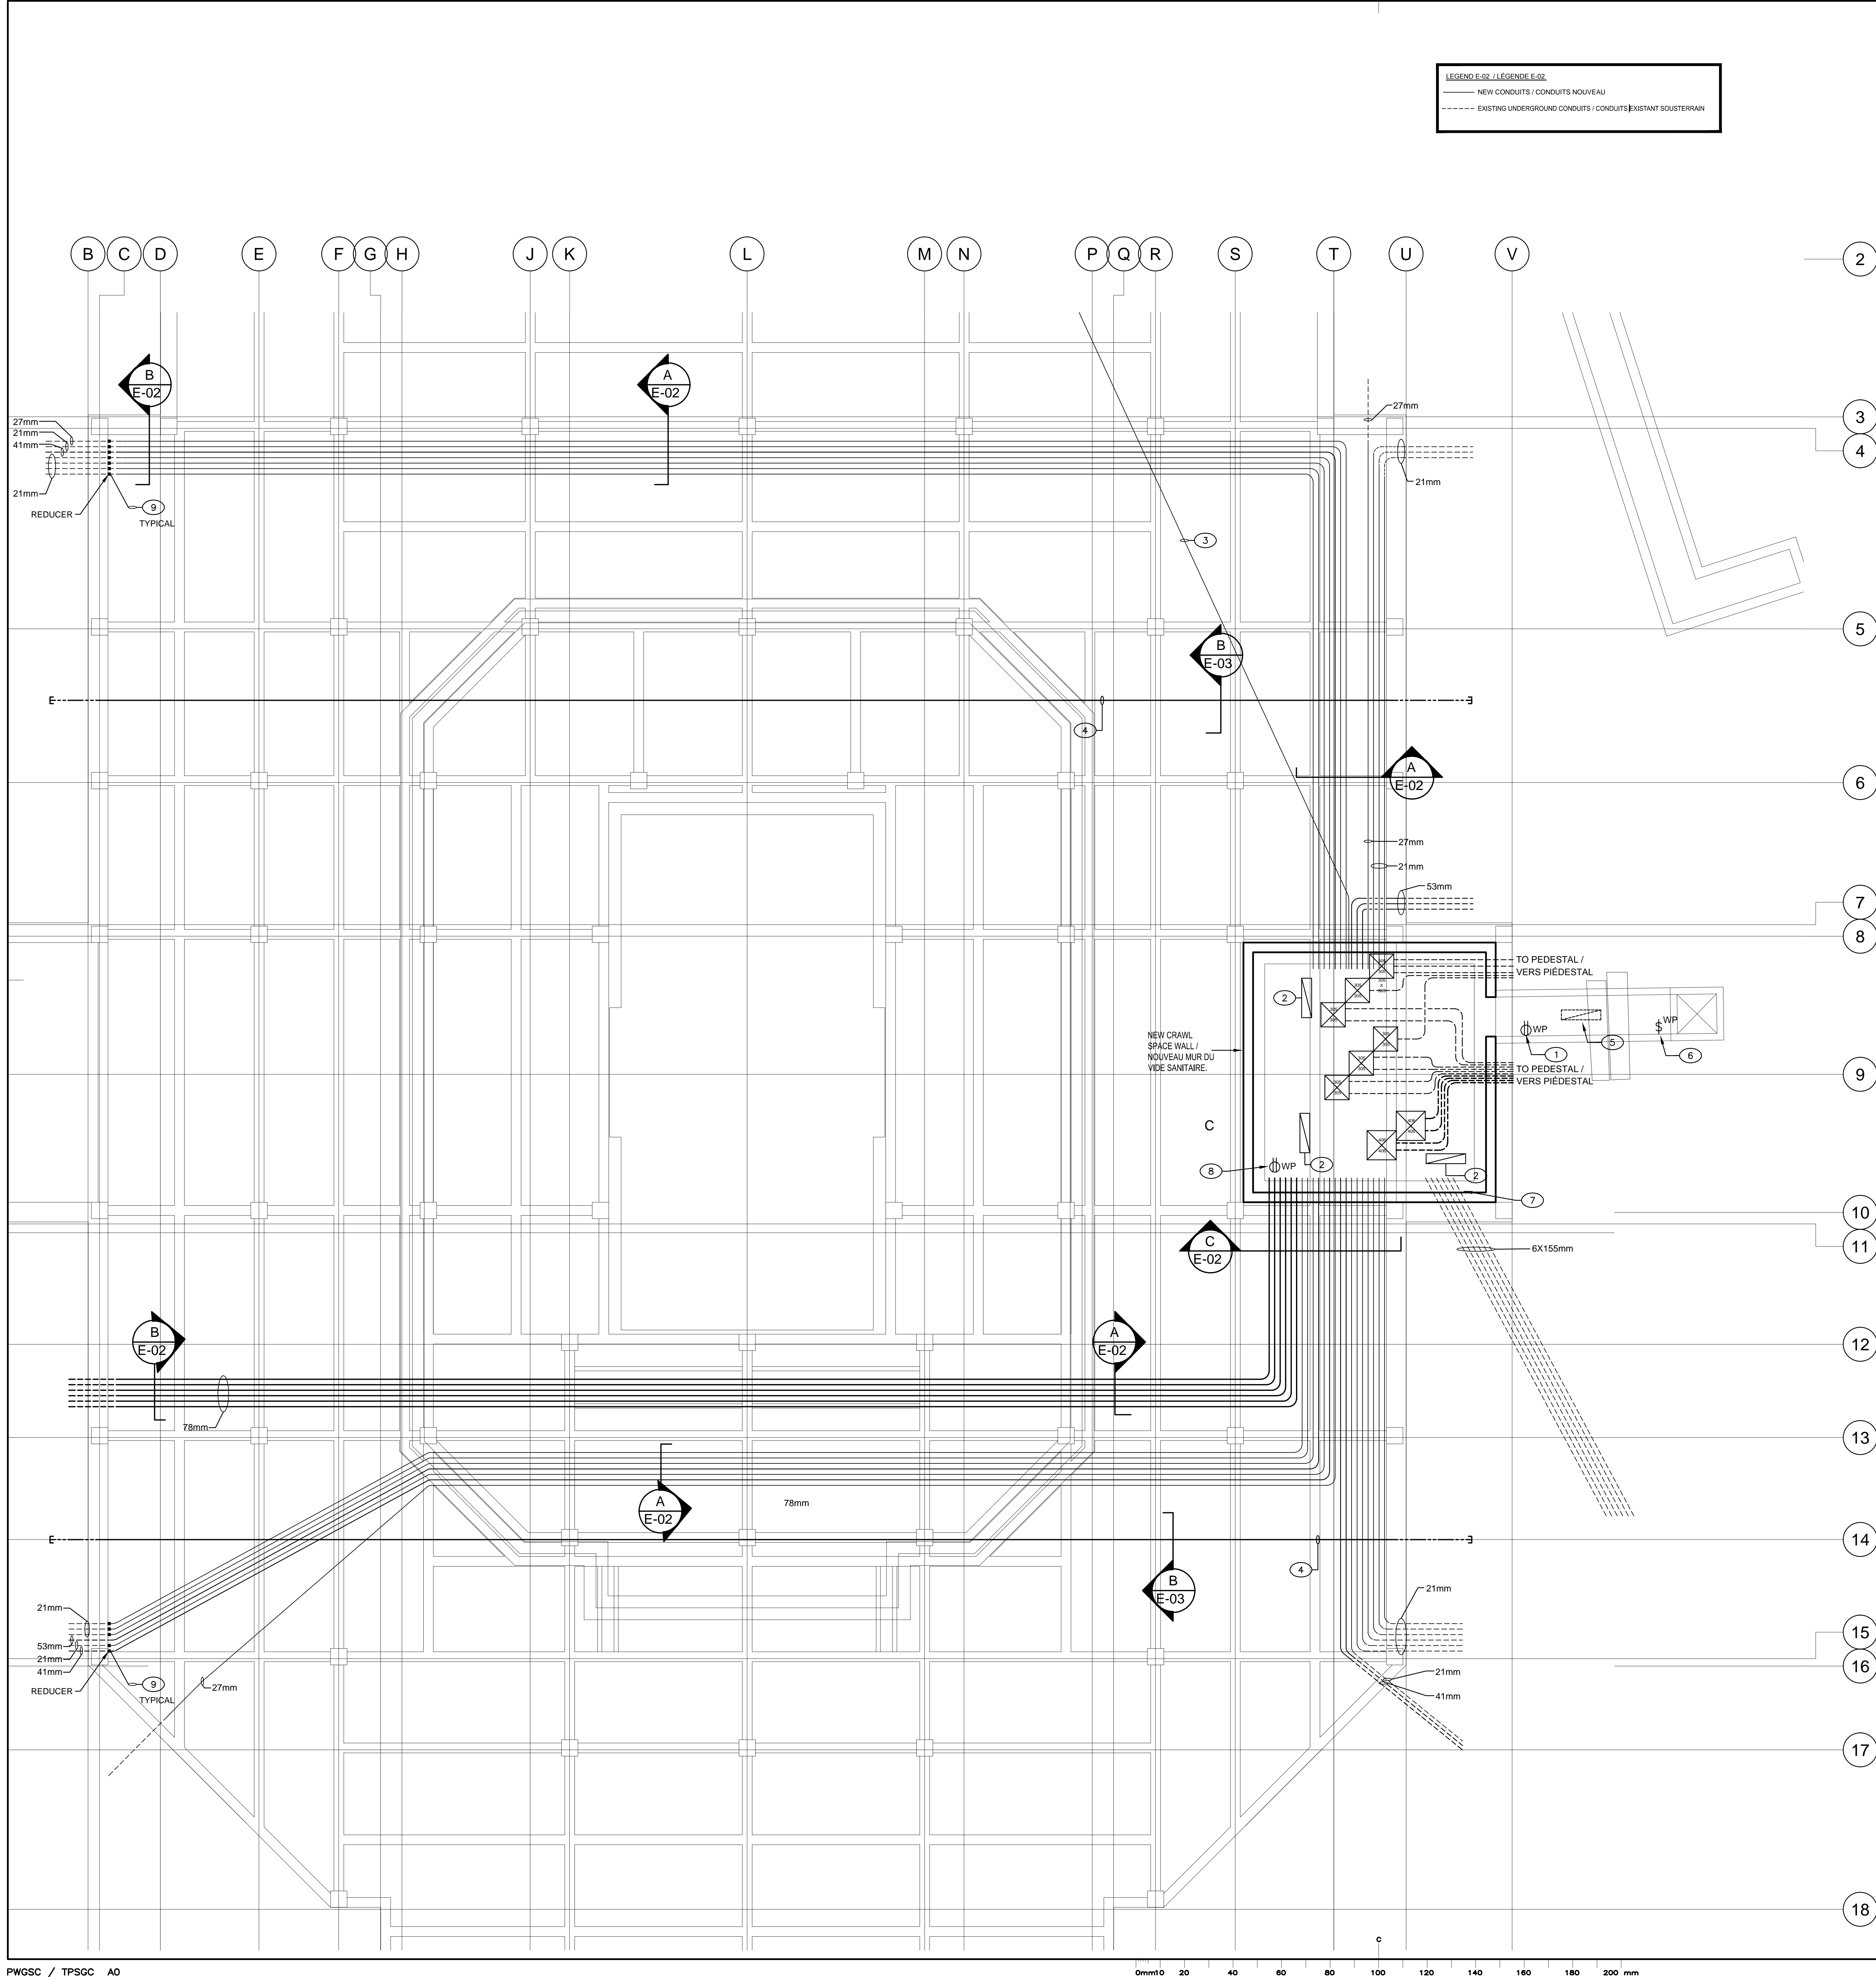 LEGEND E-02 / LÉGENDE E-02
NEW CONDUITS / CONDUITS NOUVEAU
EXISTING UNDERGROUND CONDUITS / CONDUITS EXISTANT SOUSTERRAIN
B
C
D
E
F
G
H
J
K
L
M
N
P
Q
R
S
T
U
V
2
B
E-02
A
E-02
27mm
21mm
41mm
21mm
REDUCER
9
TYPICAL
27mm
21mm
3
3
4
5
B
E-03
4
A
E-02
6
27mm
21mm
53mm
7
8
TO PEDESTAL /
VERS PIÉDESTAL
2
NEW CRAWL
SPACE WALL /
NOUVEAU MUR DU
VIDE SANITAIRE.
WP
1
5
WP
6
TO PEDESTAL /
VERS PIÉDESTAL
9
C
8
WP
2
2
7
10
C
E-02
6X155mm
11
B
E-02
A
E-02
12
78mm
13
A
E-02
78mm
14
4
B
E-03
21mm
21mm
53mm
21mm
41mm
REDUCER
9
TYPICAL
27mm
21mm
41mm
15
16
17
18
C
PWGSC / TPSGC A0
0mm10 20 40 60 80 100 120 140 160 180 200 mm